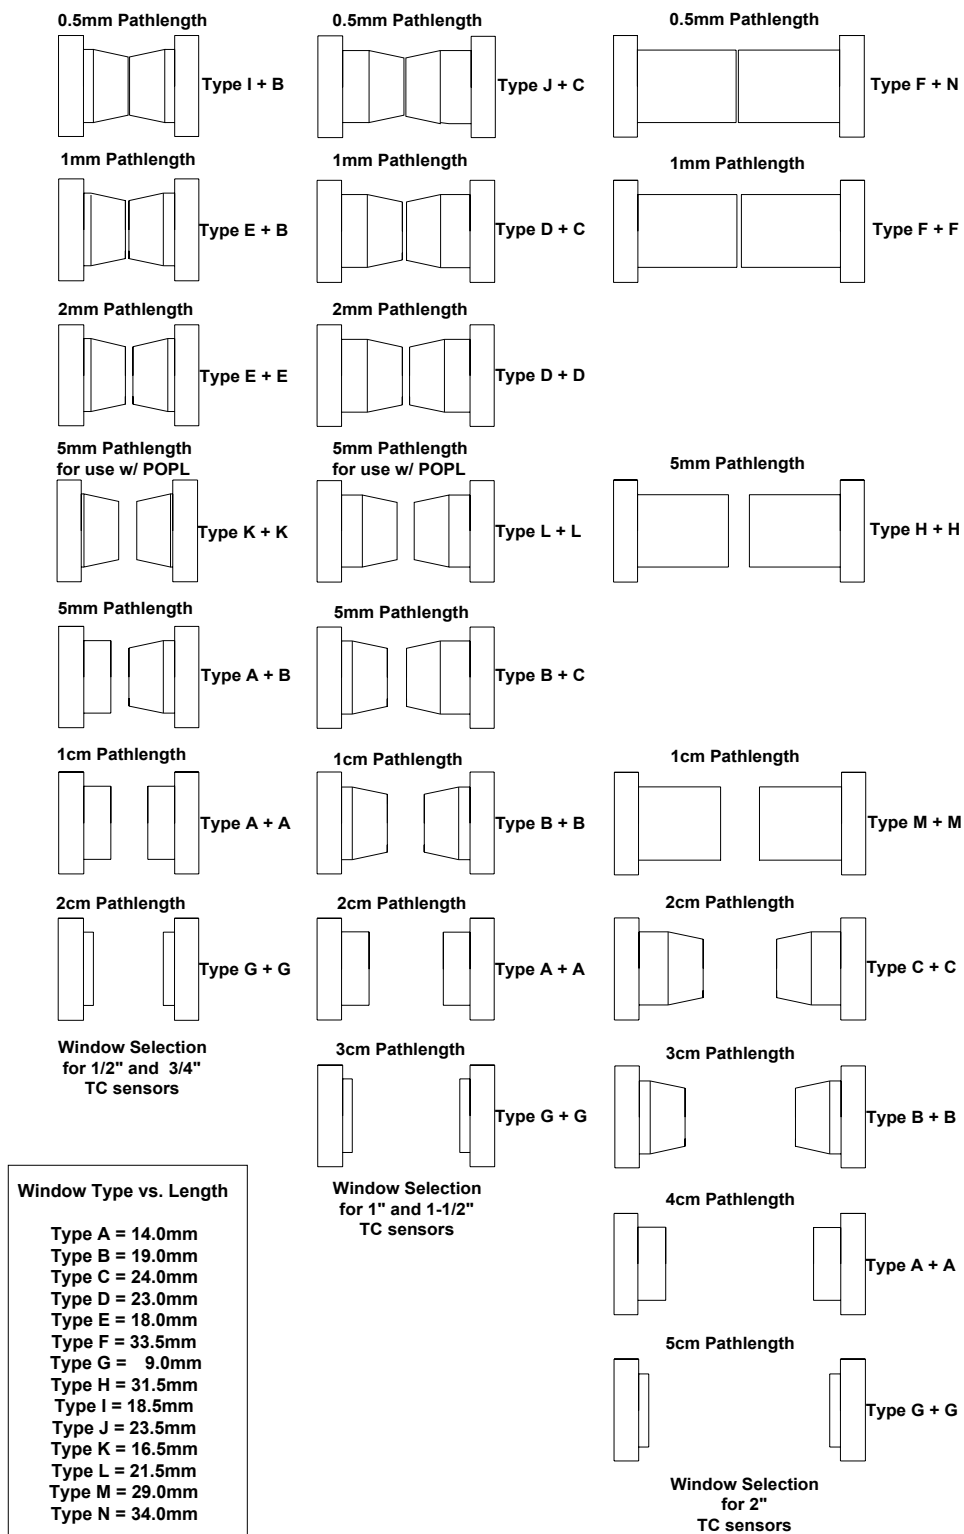 0.5mm Pathlength
Type I + B
1mm Pathlength
Type E + B
2mm Pathlength
Type E + E
5mm Pathlength
for use w/ POPL
Type K + K
5mm Pathlength
Type A + B
1cm Pathlength
Type A + A
2cm Pathlength
Type G + G
Window Selection
for 1/2" and 3/4"
TC sensors
0.5mm Pathlength
Type J + C
1mm Pathlength
Type D + C
2mm Pathlength
Type D + D
5mm Pathlength
for use w/ POPL
Type L + L
5mm Pathlength
Type B + C
1cm Pathlength
Type B + B
2cm Pathlength
Type A + A
3cm Pathlength
Type G + G
Window Selection
for 1" and 1-1/2"
TC sensors
0.5mm Pathlength
Type F + N
1mm Pathlength
Type F + F
5mm Pathlength
Type H + H
1cm Pathlength
Type M + M
2cm Pathlength
Type C + C
3cm Pathlength
Type B + B
4cm Pathlength
Type A + A
5cm Pathlength
Type G + G
Window Selection
for 2"
TC sensors
Window Type vs. Length
Type A = 14.0mm
Type B = 19.0mm
Type C = 24.0mm
Type D = 23.0mm
Type E = 18.0mm
Type F = 33.5mm
Type G = 9.0mm
Type H = 31.5mm
Type I = 18.5mm
Type J = 23.5mm
Type K = 16.5mm
Type L = 21.5mm
Type M = 29.0mm
Type N = 34.0mm